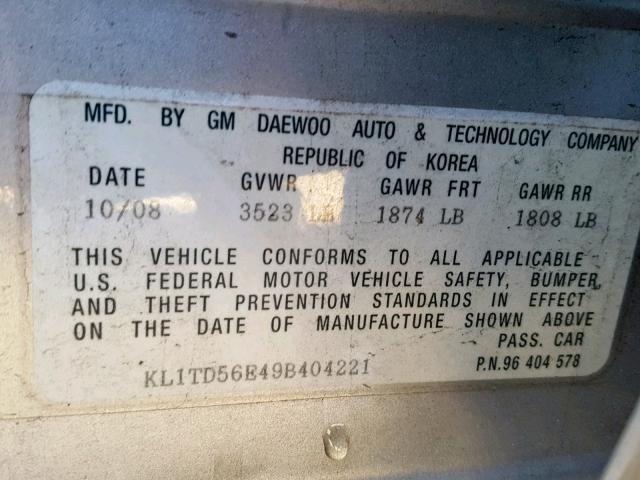 MFD. BY GM DAEWOO AUTO & TECHNOLOGY COMPANY
REPUBLIC OF KOREA
DATE GVWR GAWR FRT GAWR RR
10/08 3523 LB 1874 LB 1808 LB
THIS VEHICLE CONFORMS TO ALL APPLICABLE
U.S. FEDERAL MOTOR VEHICLE SAFETY, BUMPER,
AND THEFT PREVENTION STANDARDS IN EFFECT
ON THE DATE OF MANUFACTURE SHOWN ABOVE
PASS. CAR
KL1TD56E49B404221 P.N.96 404 578